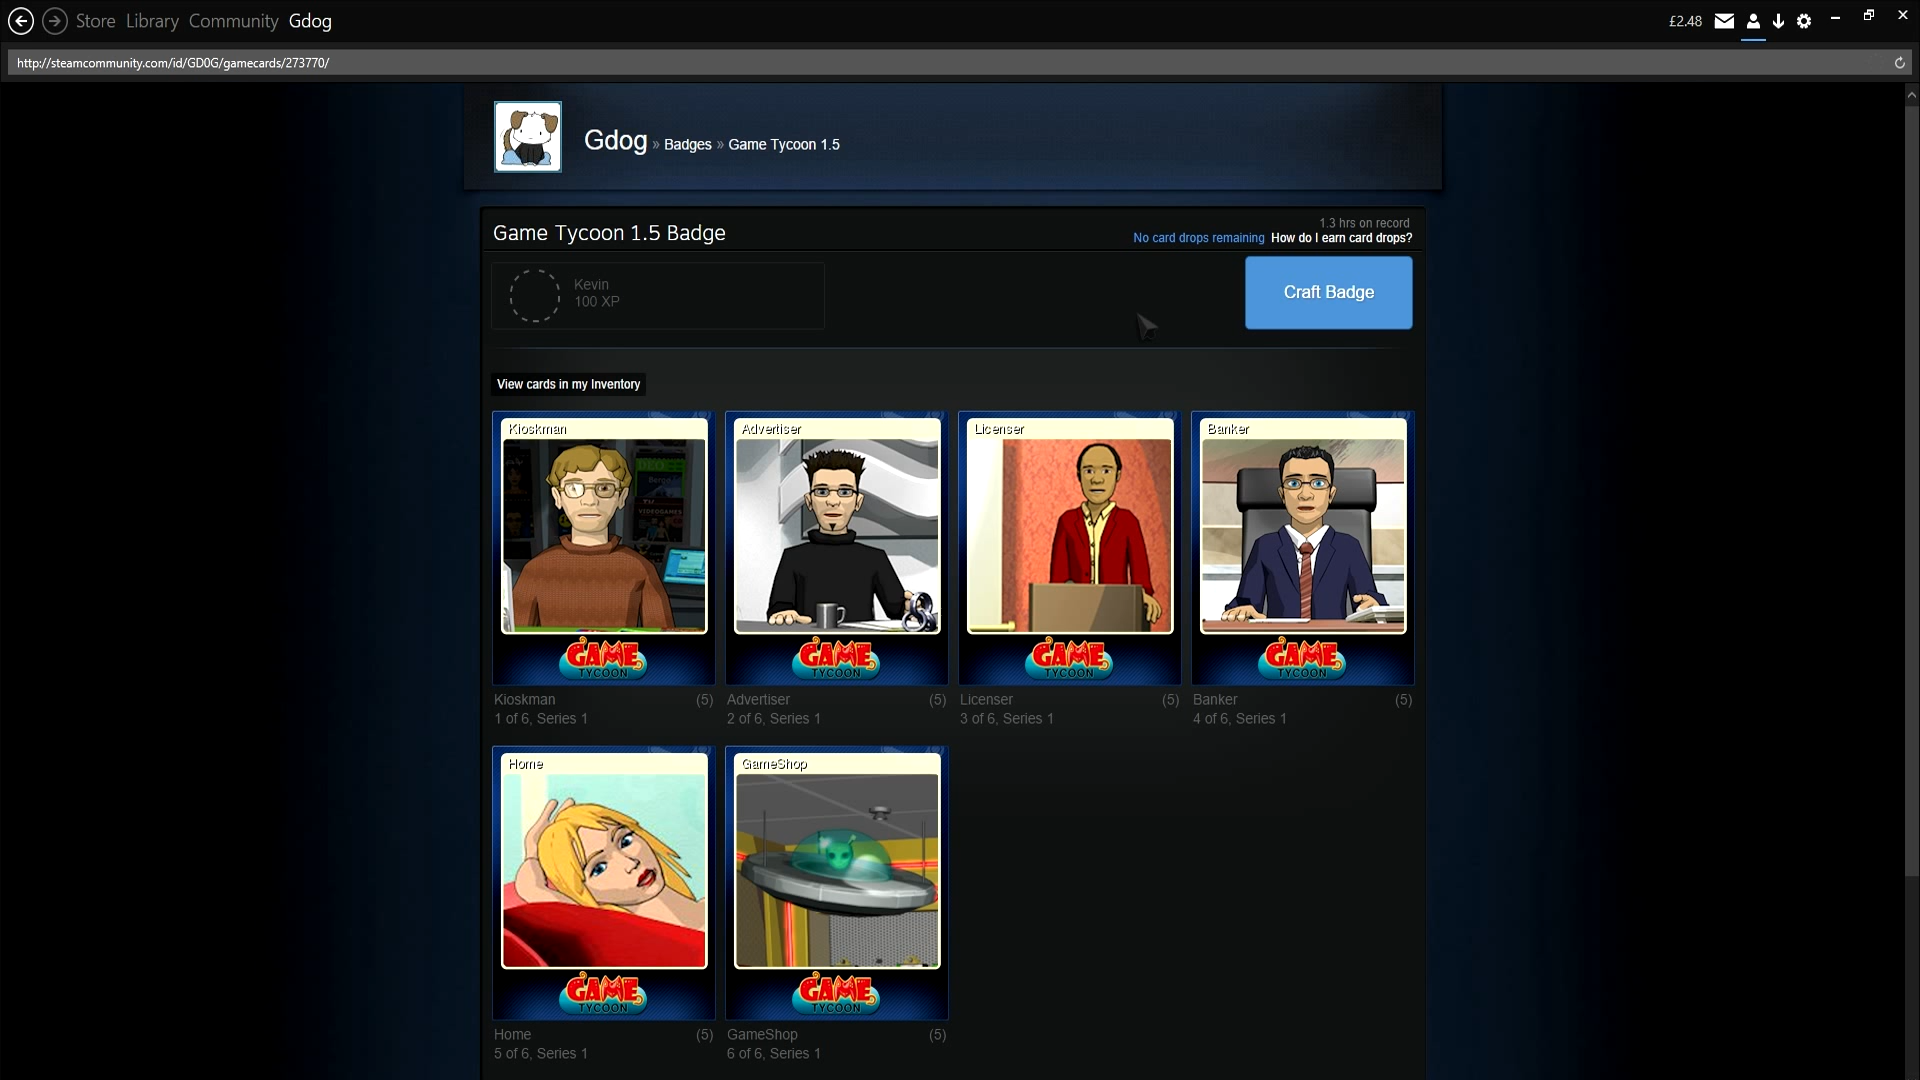 Store Library Community Gdog
£2.48
http://steamcommunity.com/id/GD0G/gamecards/273770/
Gdog » Badges » Game Tycoon 1.5
1.3 hrs on record
Game Tycoon 1.5 Badge
No card drops remaining How do I earn card drops?
Kevin
100 XP
Craft Badge
View cards in my Inventory
Kioskman
Advertiser
Licenser
Banker
VIDEOGAMES
GAME TYCOON
GAME TYCOON
GAME TYCOON
GAME TYCOON
Kioskman (5)
1 of 6, Series 1
Advertiser (5)
2 of 6, Series 1
Licenser (5)
3 of 6, Series 1
Banker (5)
4 of 6, Series 1
Home
GameShop
GAME TYCOON
GAME TYCOON
Home (5)
5 of 6, Series 1
GameShop (5)
6 of 6, Series 1